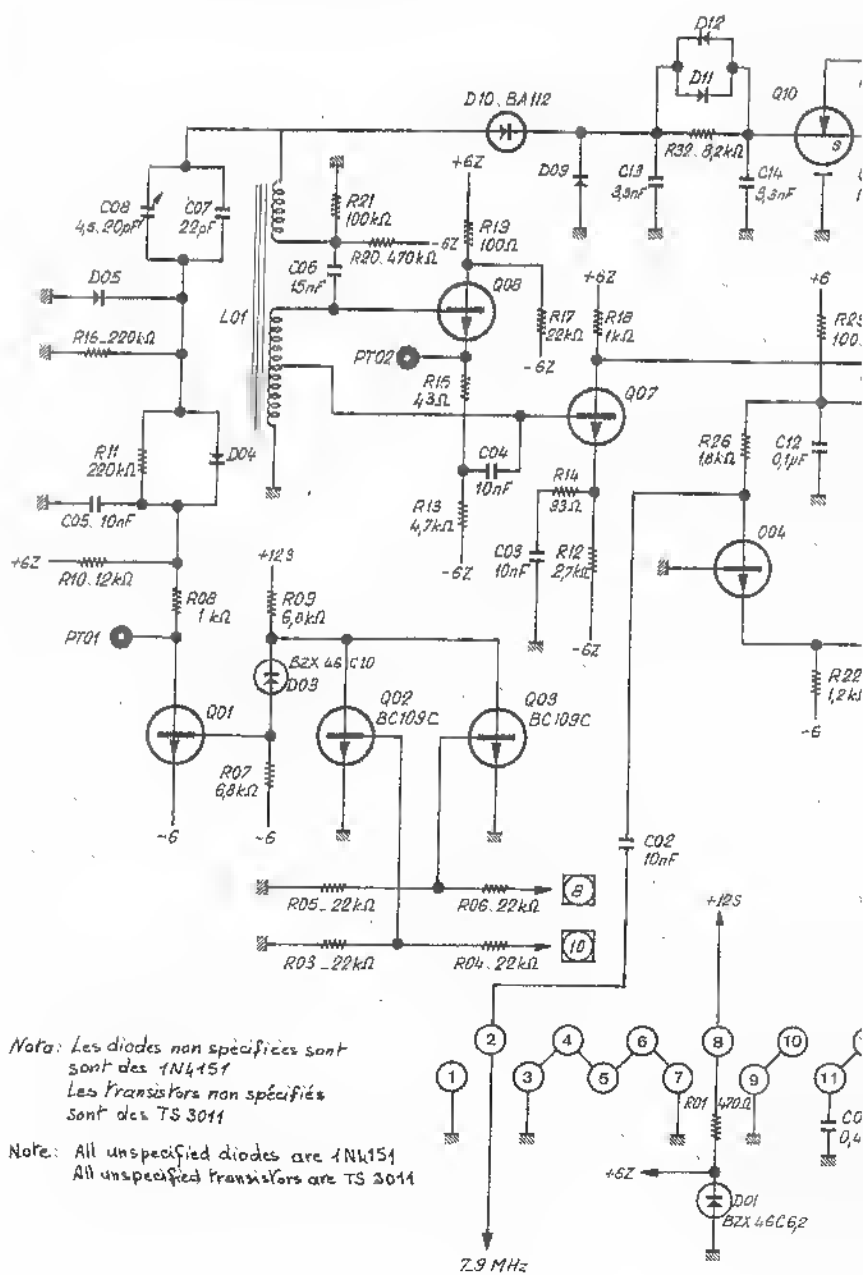 D12
D11
Q10
D10. BA112
+6Z
D09
R32. 8,2kΩ
S
C13
3,3nF
C14
3,3nF
R21
100kΩ
R19
100Ω
C08
4,5.20pF
C07
22pF
-6Z
R20. 470kΩ
C06
15nF
Q08
+6Z
+6
D05
L01
R17
22kΩ
R18
1kΩ
R16_220kΩ
PT02
-6Z
R15
43Ω
Q07
R11
220kΩ
D04
C04
10nF
R26
1,8kΩ
C12
0,1µF
R14
33Ω
C05. 10nF
R13
4,7kΩ
Q04
+12S
C03
10nF
R12
2,7kΩ
+6Z
R10.12kΩ
-6Z
R08
1 kΩ
R09
6,8kΩ
PT01
-6Z
BZX 46 C10
D03
R22
1,2k
Q01
Q02
BC109C
Q03
BC109C
-6
R07
6,8kΩ
-6
-6
C02
10nF
R05_22kΩ
R06.22kΩ
8
+12S
R03_22kΩ
R04.22kΩ
10
Nota: Les diodes non spécifiées sont
sont des 1N4151
Les transistors non spécifiés
sont des TS 3011
Note: All unspecified diodes are 1N4151
All unspecified transistors are TS 3011
1
2
3
4
5
6
7
8
9
10
11
R01
470Ω
+6Z
D01
BZX 46C6,2
7.9 MHz